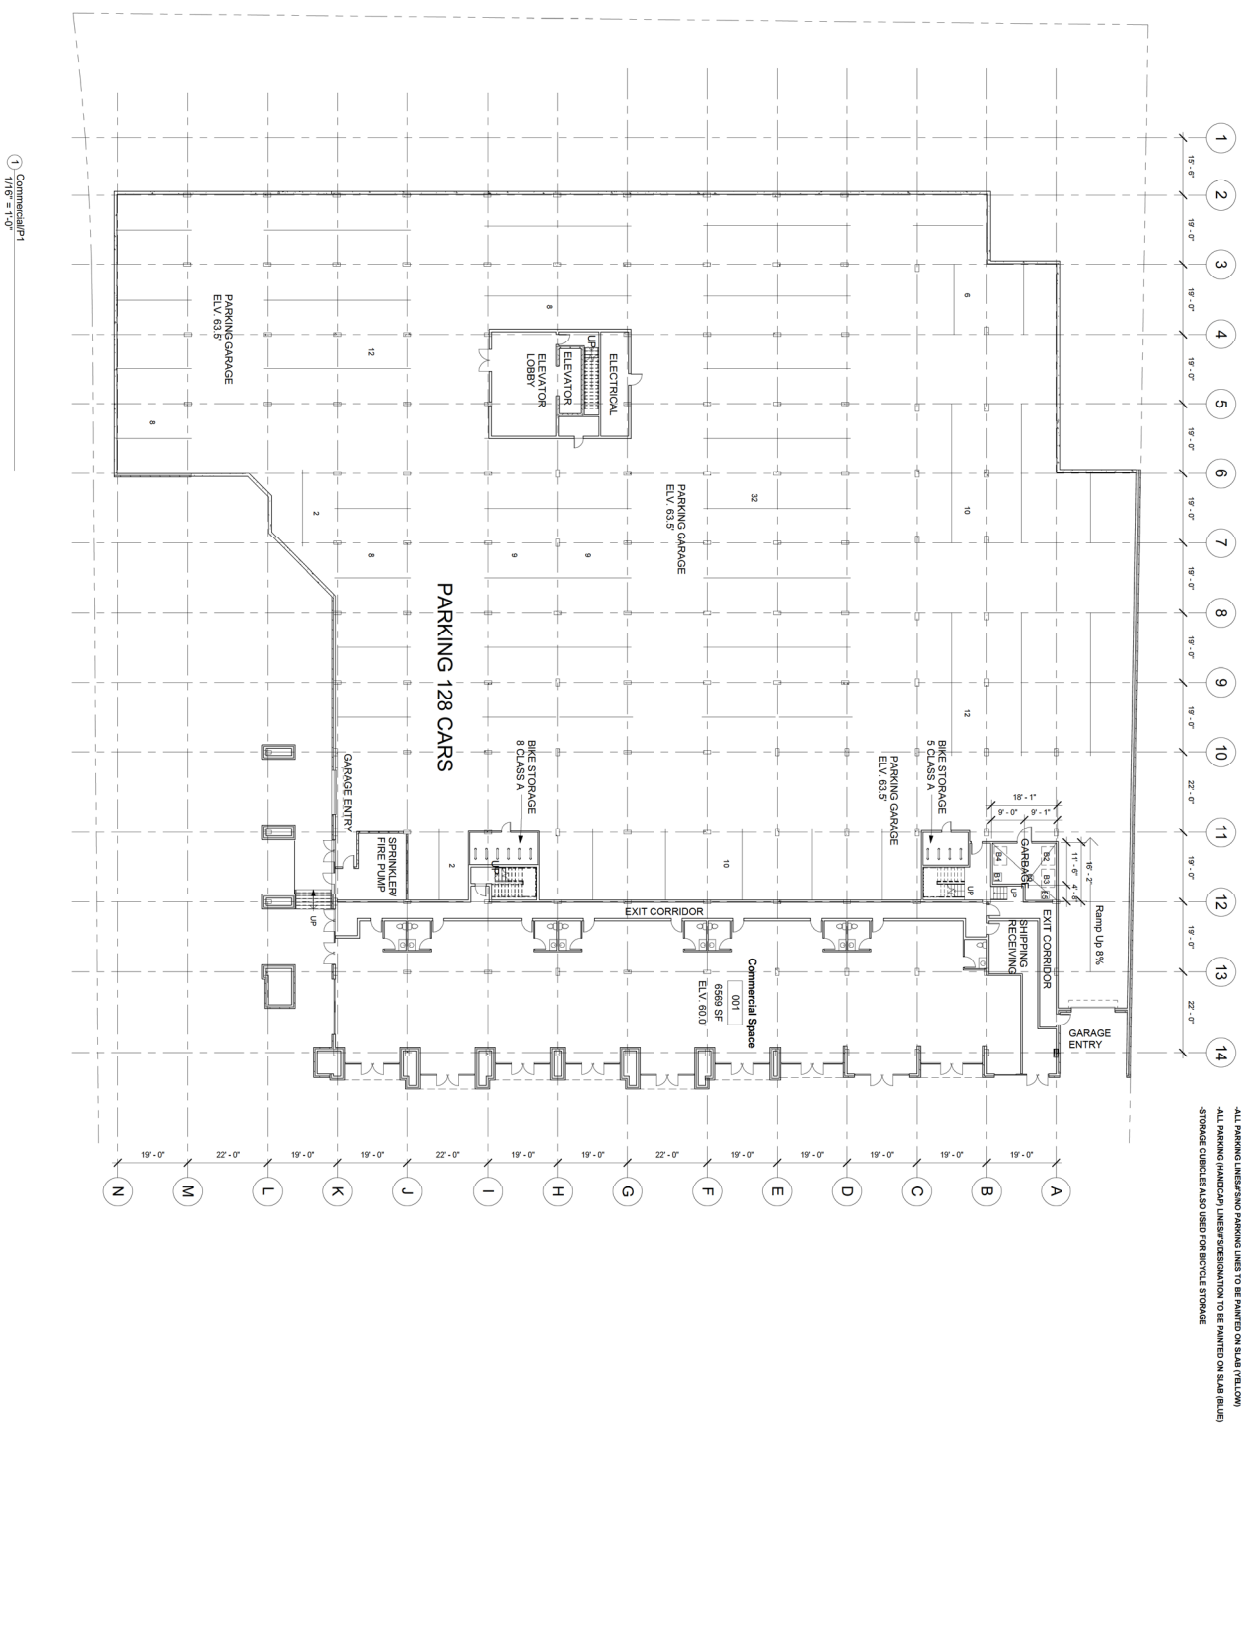 1
15' - 6"
2
19' - 0"
3
19' - 0"
4
19' - 0"
5
19' - 0"
6
19' - 0"
7
19' - 0"
8
19' - 0"
9
19' - 0"
10
22' - 0"
11
19' - 0"
12
19' - 0"
13
22' - 0"
14
-ALL PARKING LINES/#'S/NO PARKING LINES TO BE PAINTED ON SLAB (YELLOW)
-ALL PARKING (HANDCAP) LINES/#'S/DESIGNATION TO BE PAINTED ON SLAB (BLUE)
-STORAGE CUBICLES ALSO USED FOR BICYCLE STORAGE
6
10
12
18' - 1"
9' - 0"
9' - 1"
16' - 2"
11' - 6"
4' - 8"
GARBAGE
B4
B1
B2
B3
UP
Ramp Up 8%
EXIT CORRIDOR
SHIPPING
RECEIVING
GARAGE
ENTRY
BIKE STORAGE
5 CLASS A
UP
PARKING GARAGE
ELV. 63.5'
32
PARKING GARAGE
ELV. 63.5'
10
EXIT CORRIDOR
Commercial Space
001
6569 SF
ELV. 60.0
8
UP
ELECTRICAL
ELEVATOR
ELEVATOR
LOBBY
9
9
BIKE STORAGE
8 CLASS A
UP
2
PARKING 128 CARS
12
8
SPRINKLER/
FIRE PUMP
GARAGE ENTRY
2
UP
PARKING GARAGE
ELV. 63.5'
8
19' - 0"
22' - 0"
19' - 0"
19' - 0"
22' - 0"
19' - 0"
19' - 0"
22' - 0"
19' - 0"
19' - 0"
19' - 0"
19' - 0"
19' - 0"
N
M
L
K
J
I
H
G
F
E
D
C
B
A
1
Commercial/P1
1/16" = 1'-0"